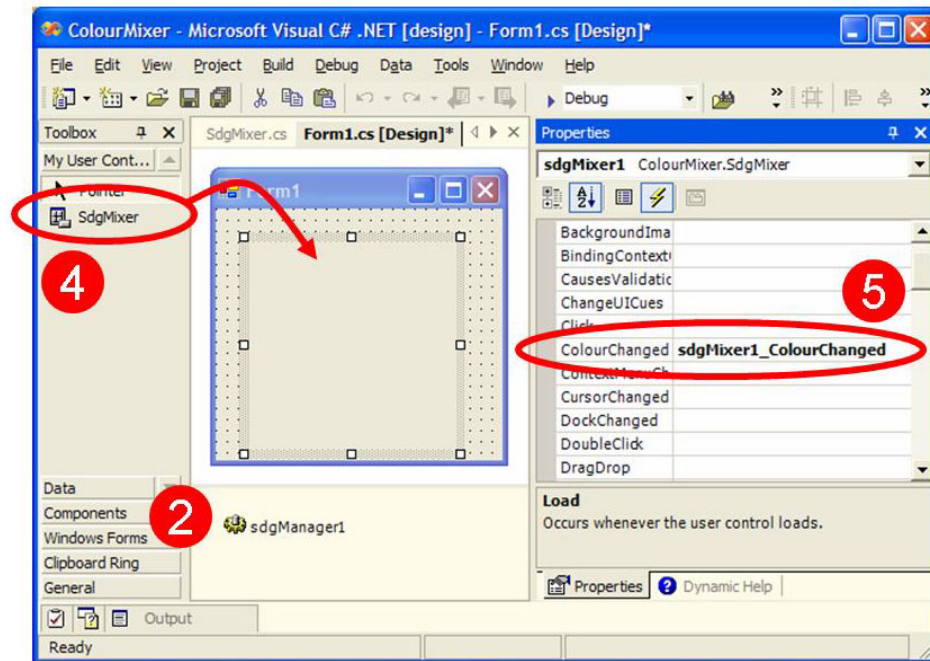 ColourMixer - Microsoft Visual C# .NET [design] - Form1.cs [Design]*
File Edit View Project Build Debug Data Tools Window Help
Debug
Toolbox
SdgMixer.cs Form1.cs [Design]*
Properties
My User Cont...
Pointer
SdgMixer
4
Form1
sdgMixer1 ColourMixer.SdgMixer
BackgroundIma
BindingContext
CausesValidatic
ChangeUICues
Click
ColourChanged sdgMixer1_ColourChanged
ContextMenuCh
CursorChanged
DockChanged
DoubleClick
DragDrop
5
Load
Occurs whenever the user control loads.
Data
Components
Windows Forms
Clipboard Ring
General
2
sdgManager1
Properties Dynamic Help
Output
Ready